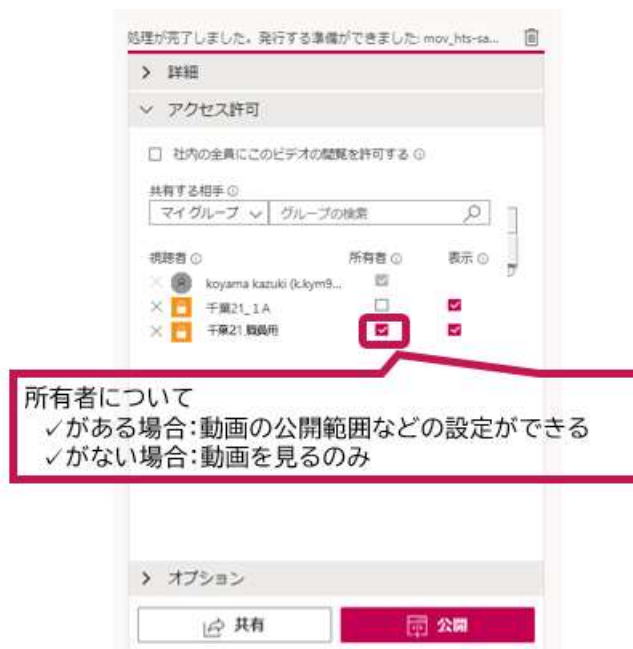 処理が完了しました。発行する準備ができました: mov_hts-sa...
詳細
アクセス許可
社内の全員にこのビデオの閲覧を許可する
共有する相手
マイ グループ グループの検索
視聴者 所有者 表示
koyama kazuki (k.kym9...
千葉21_1A
千葉21 職員用
所有者について
✓がある場合：動画の公開範囲などの設定ができる
✓がない場合：動画を見るのみ
オプション
共有 公開